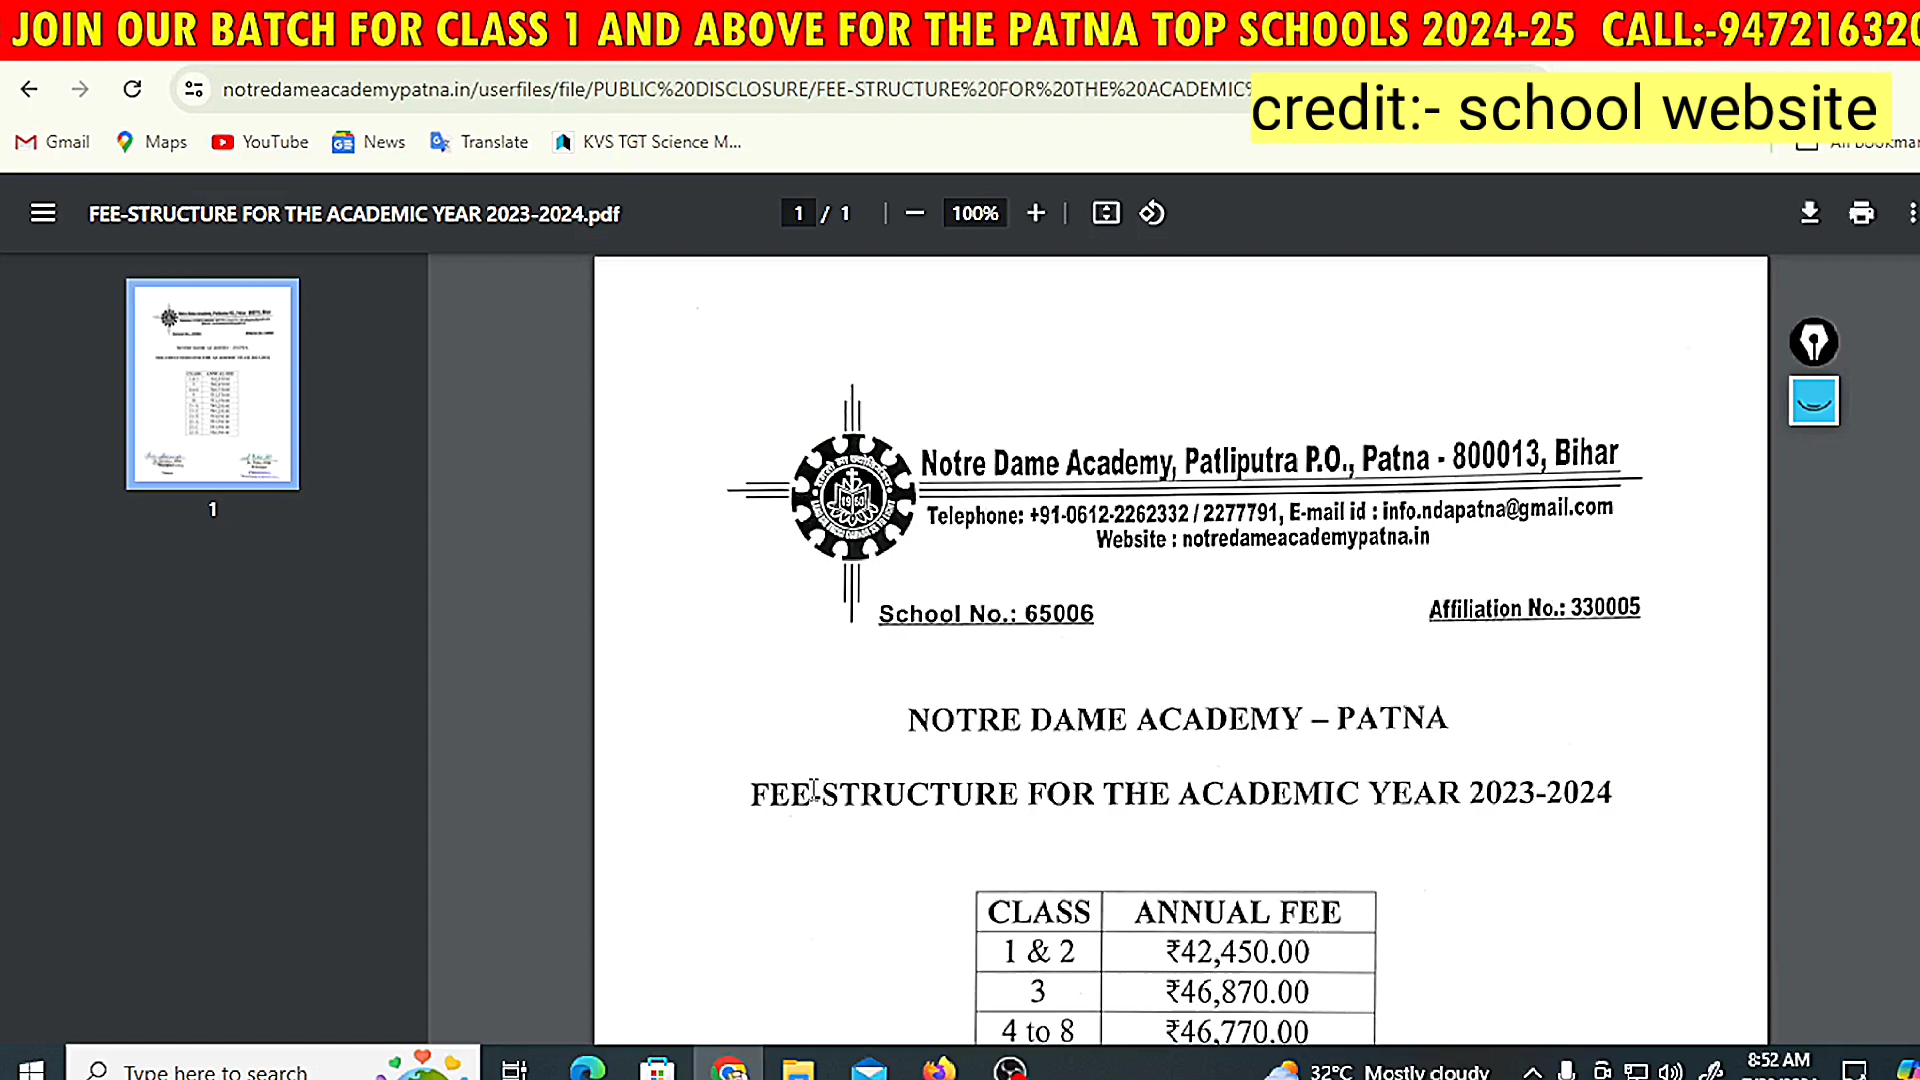 JOIN OUR BATCH FOR CLASS 1 AND ABOVE FOR THE PATNA TOP SCHOOLS 2024-25 CALL:-947216320
notredameacademypatna.in/userfiles/file/PUBLIC%20DISCLOSURE/FEE-STRUCTURE%20FOR%20THE%20ACADEMIC%
credit:- school website
Gmail Maps YouTube News Translate KVS TGT Science M...
FEE-STRUCTURE FOR THE ACADEMIC YEAR 2023-2024.pdf
1 / 1 100%
1
Notre Dame Academy, Patliputra P.O., Patna - 800013, Bihar
Telephone: +91-0612-2262332 / 2277791, E-mail id : info.ndapatna@gmail.com
Website : notredameacademypatna.in
1960
School No.: 65006 Affiliation No.: 330005
NOTRE DAME ACADEMY – PATNA
FEE-STRUCTURE FOR THE ACADEMIC YEAR 2023-2024
CLASS ANNUAL FEE
1 & 2 ₹42,450.00
3 ₹46,870.00
4 to 8 ₹46,770.00
Type here to search
32°C Mostly cloudy
8:52 AM